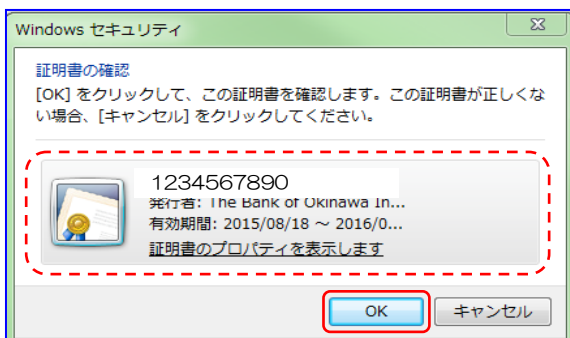 Windows セキュリティ
証明書の確認
[OK] をクリックして、この証明書を確認します。この証明書が正しくな
い場合、[キャンセル] をクリックしてください。
1234567890
発行者: The Bank of Okinawa In...
有効期間: 2015/08/18 ～ 2016/0...
証明書のプロパティを表示します
OK
キャンセル